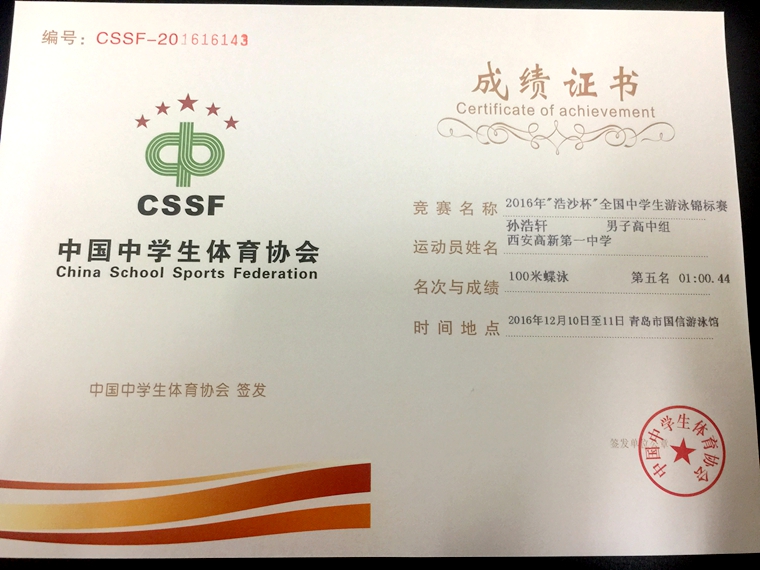 编号: CSSF-201616143
CSSF
中国中学生体育协会
China School Sports Federation
中国中学生体育协会 签发
成绩证书
Certificate of achievement
竞赛名称 2016年"浩沙杯"全国中学生游泳锦标赛
孙浩轩 男子高中组
运动员姓名 西安高新第一中学
名次与成绩 100米蝶泳 第五名 01:00.44
时间地点 2016年12月10日至11日 青岛市国信游泳馆
签发单位
中国中学生体育协会